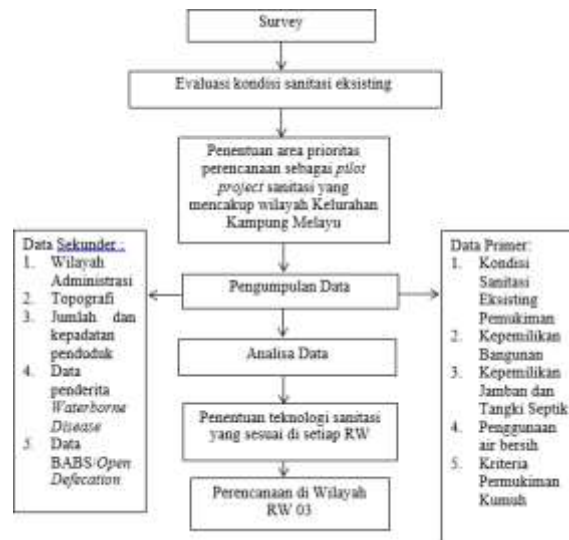 Survey
Evaluasi kondisi sanitasi eksisting
Penentuan area prioritas
perencanaan sebagai pilot
project sanitasi yang
mencakup wilayah Kelurahan
Kampung Melayu
Data Sekunder :
1. Wilayah
Administrasi
2. Topografi
3. Jumlah dan
kepadatan
penduduk
4. Data
penderita
Waterborne
Disease
5. Data
BABS/Open
Defecation
Pengumpulan Data
Data Primer:
1. Kondisi
Sanitasi
Eksisting
Pemukiman
2. Kepemilikan
Bangunan
3. Kepemilikan
Jamban dan
Tangki Septik
4. Penggunaan
air bersih
5. Kriteria
Permukiman
Kumuh
Analisa Data
Penentuan teknologi sanitasi
yang sesuai di setiap RW
Perencanaan di Wilayah
RW 03